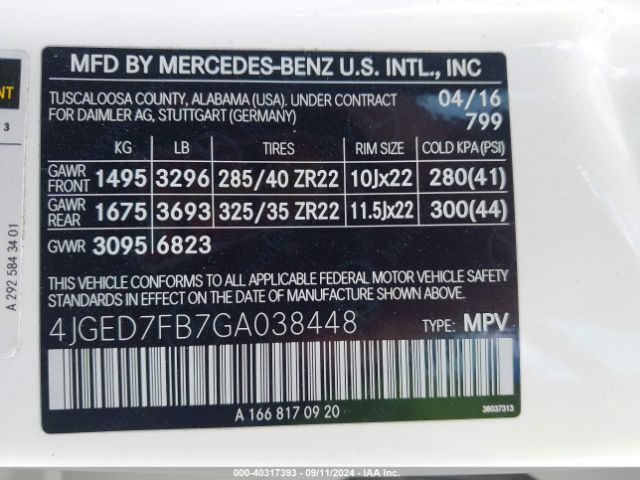 MFD BY MERCEDES-BENZ U.S. INTL., INC
TUSCALOOSA COUNTY, ALABAMA (USA). UNDER CONTRACT
FOR DAIMLER AG, STUTTGART (GERMANY)
04/16
799
KG LB TIRES RIM SIZE COLD KPA(PSI)
GAWR FRONT 1495 3296 285/40 ZR22 10Jx22 280(41)
GAWR REAR 1675 3693 325/35 ZR22 11.5Jx22 300(44)
GVWR 3095 6823
THIS VEHICLE CONFORMS TO ALL APPLICABLE FEDERAL MOTOR VEHICLE SAFETY
STANDARDS IN EFFECT ON THE DATE OF MANUFACTURE SHOWN ABOVE.
4JGED7FB7GA038448 TYPE: MPV
A 166 817 09 20
38037313
3
A 292 584 34 01
000-40317393 - 09/11/2024 - IAA, Inc.